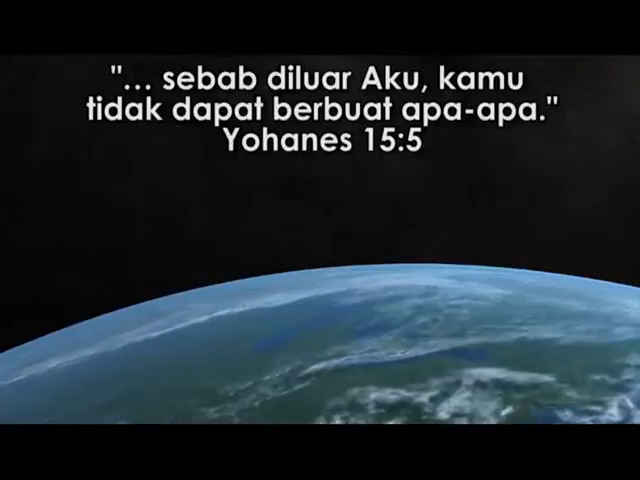 "... sebab diluar Aku, kamu
tidak dapat berbuat apa-apa."
Yohanes 15:5